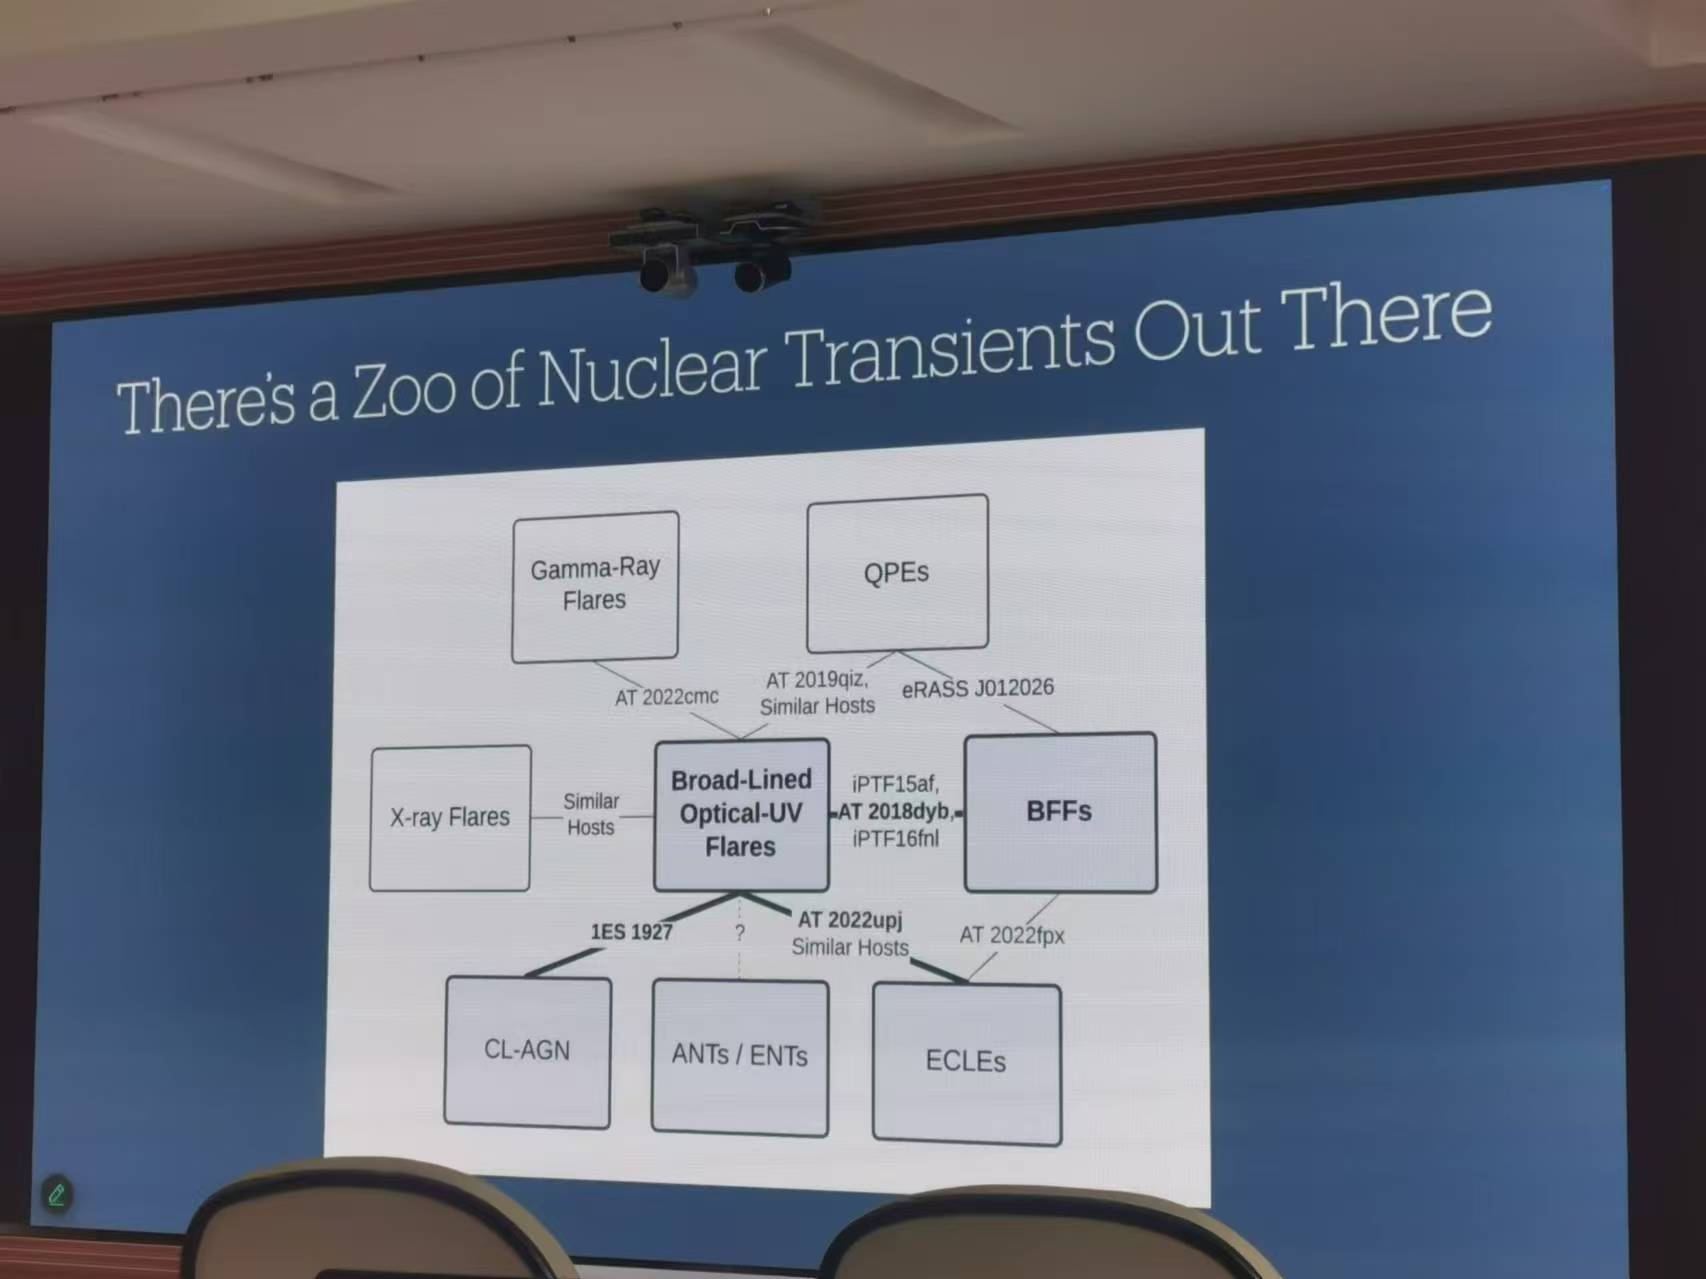 There's a Zoo of Nuclear Transients Out There
Gamma-Ray
Flares
QPEs
AT 2022cmc
AT 2019qiz,
Similar Hosts
eRASS J012026
X-ray Flares
Similar
Hosts
Broad-Lined
Optical-UV
Flares
iPTF15af,
AT 2018dyb,
iPTF16fnl
BFFs
1ES 1927
?
AT 2022upj
Similar Hosts
AT 2022fpx
CL-AGN
ANTs / ENTs
ECLEs